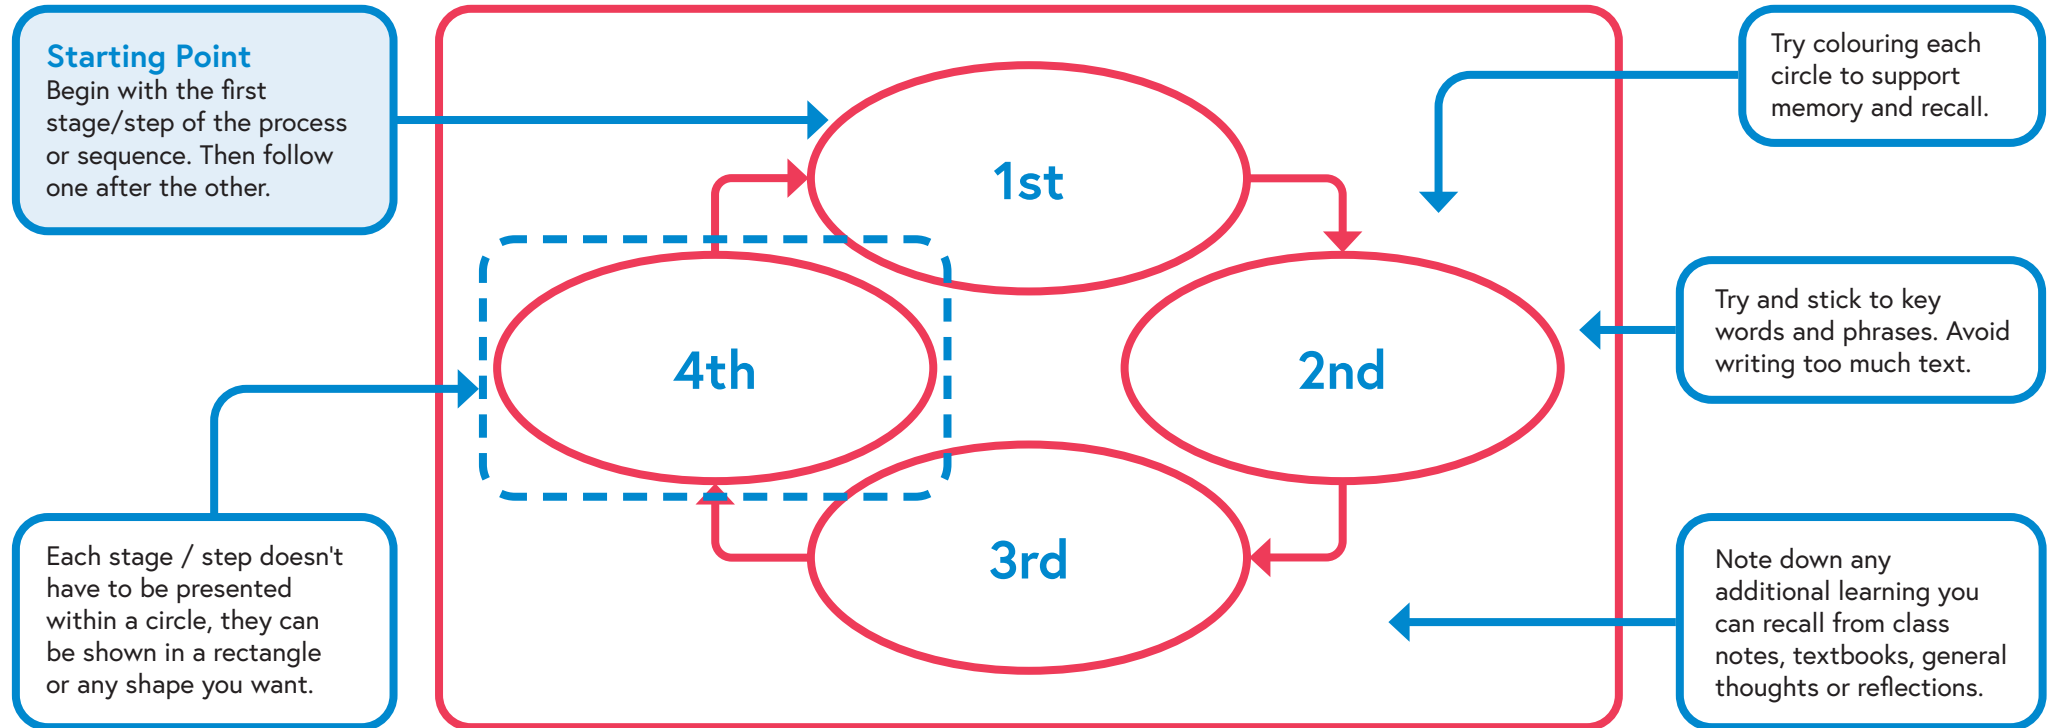 Starting Point
Begin with the first
stage/step of the process
or sequence. Then follow
one after the other.
Try colouring each
circle to support
memory and recall.
1st
4th
2nd
3rd
Try and stick to key
words and phrases. Avoid
writing too much text.
Each stage / step doesn't
have to be presented
within a circle, they can
be shown in a rectangle
or any shape you want.
Note down any
additional learning you
can recall from class
notes, textbooks, general
thoughts or reflections.